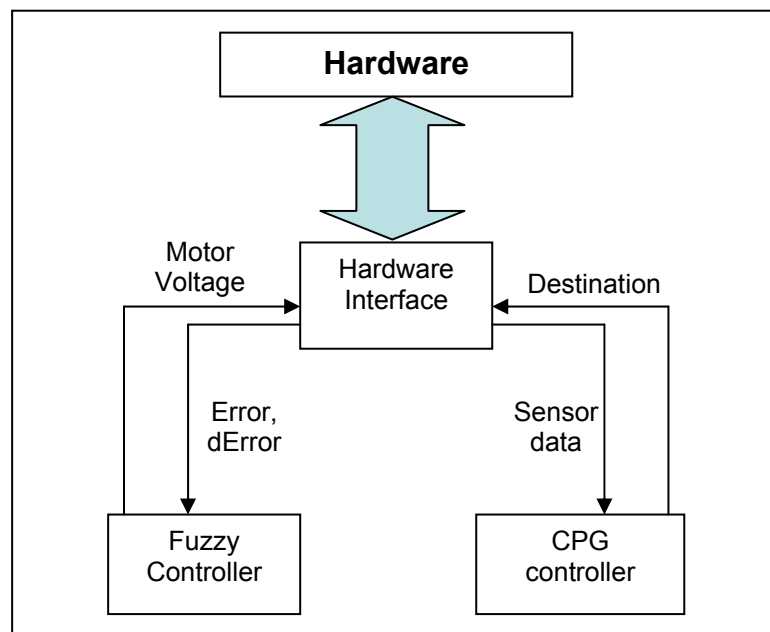 Hardware
Motor
Voltage
Hardware
Interface
Destination
Error,
dError
Sensor
data
Fuzzy
Controller
CPG
controller